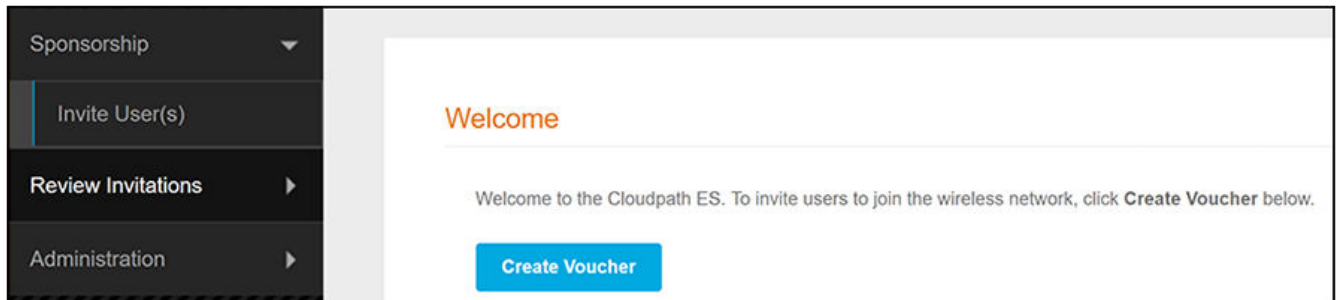 Sponsorship
Invite User(s)
Review Invitations
Administration
Welcome
Welcome to the Cloudpath ES. To invite users to join the wireless network, click Create Voucher below.
Create Voucher